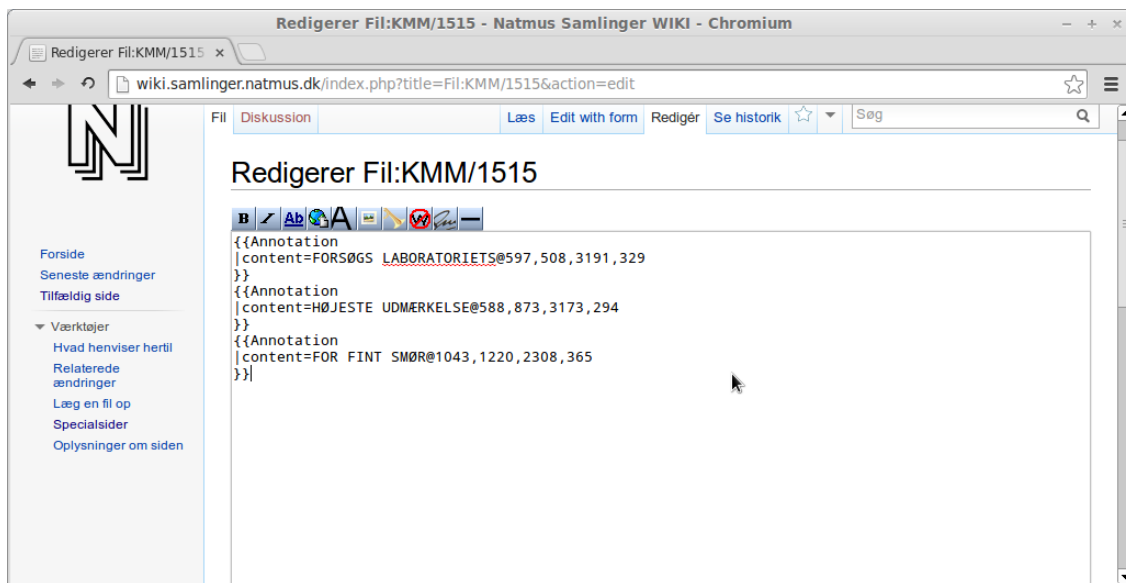 Redigerer Fil:KMM/1515 - Natmus Samlinger WIKI - Chromium
Redigerer Fil:KMM/1515
wiki.samlinger.natmus.dk/index.php?title=Fil:KMM/1515&action=edit
Fil Diskussion Læs Edit with form Redigér Se historik Søg
Redigerer Fil:KMM/1515
B I Ab A W
{{Annotation
|content=FORSØGS LABORATORIETS@597,508,3191,329
}}
{{Annotation
|content=HØJESTE UDMÆRKELSE@588,873,3173,294
}}
{{Annotation
|content=FOR FINT SMØR@1043,1220,2308,365
}}
Forside
Seneste ændringer
Tilfældig side
Værktøjer
Hvad henviser hertil
Relaterede
ændringer
Læg en fil op
Specialsider
Oplysninger om siden